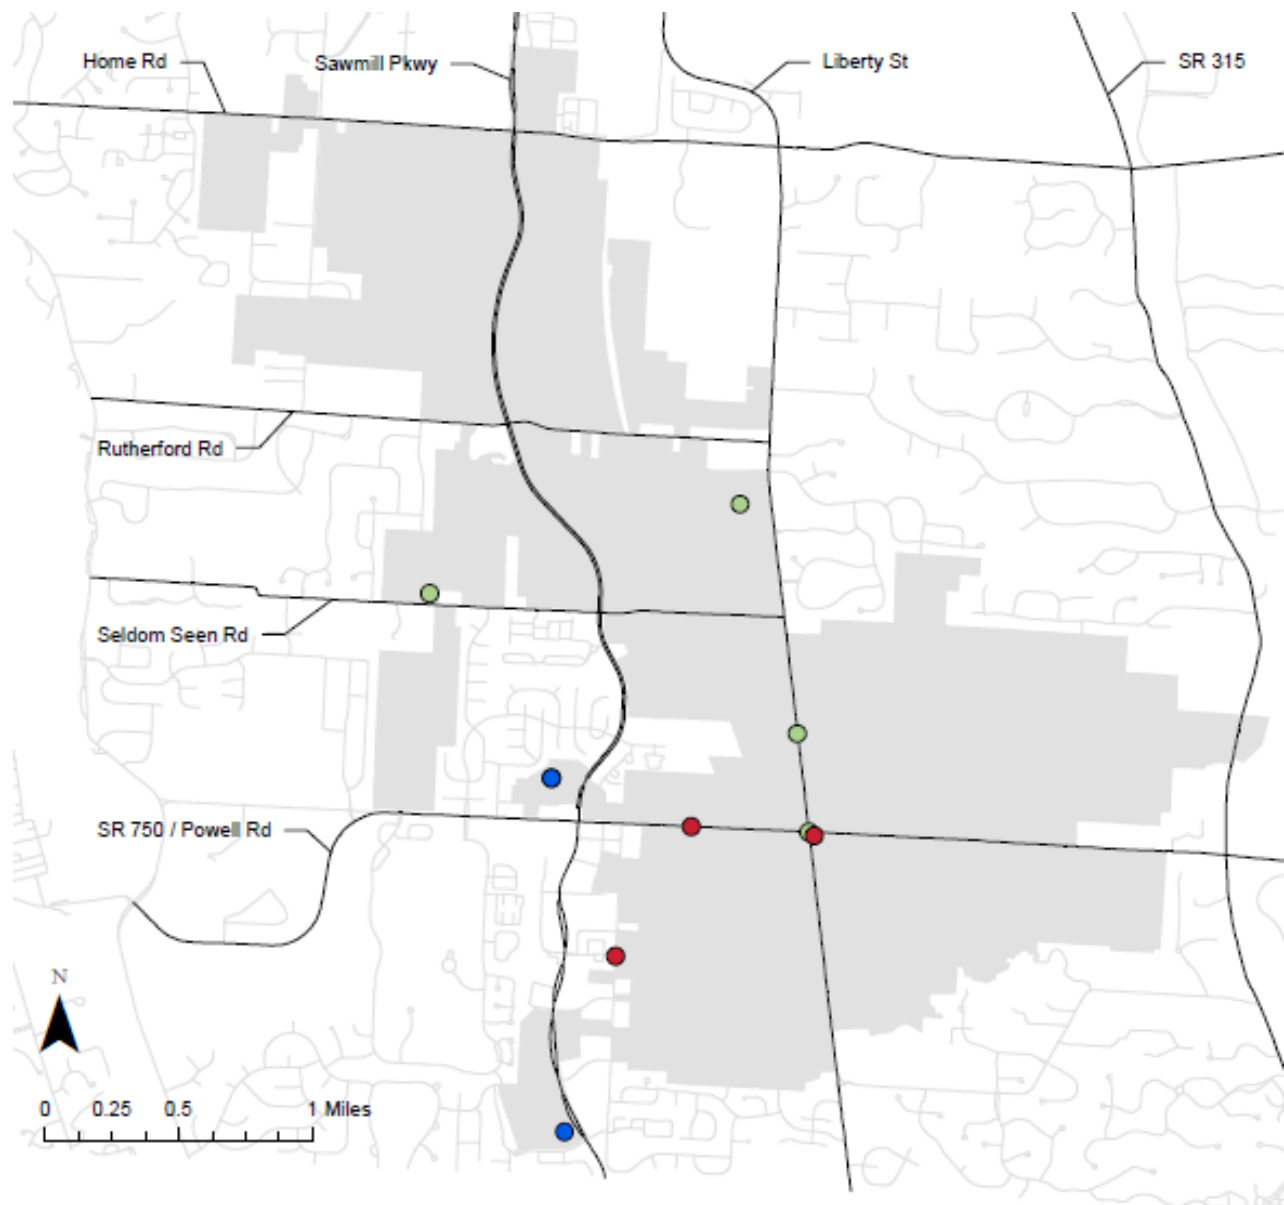 Home Rd
Sawmill Pkwy
Liberty St
SR 315
Rutherford Rd
Seldom Seen Rd
SR 750 / Powell Rd
N
0 0.25 0.5 1 Miles